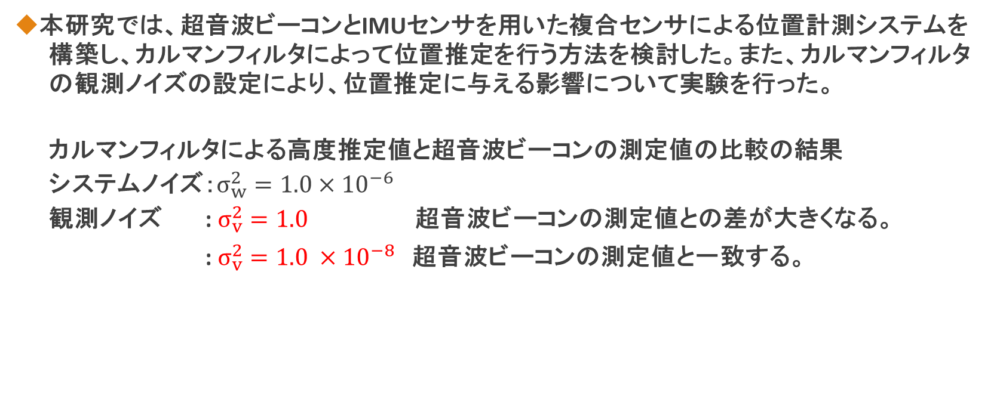 ◆本研究では、超音波ビーコンとIMUセンサを用いた複合センサによる位置計測システムを
構築し、カルマンフィルタによって位置推定を行う方法を検討した。また、カルマンフィルタ
の観測ノイズの設定により、位置推定に与える影響について実験を行った。
カルマンフィルタによる高度推定値と超音波ビーコンの測定値の比較の結果
システムノイズ：σ_w^2 = 1.0 × 10^{−6}
観測ノイズ　：σ_v^2 = 1.0　超音波ビーコンの測定値との差が大きくなる。
：σ_v^2 = 1.0 × 10^{−8}　超音波ビーコンの測定値と一致する。